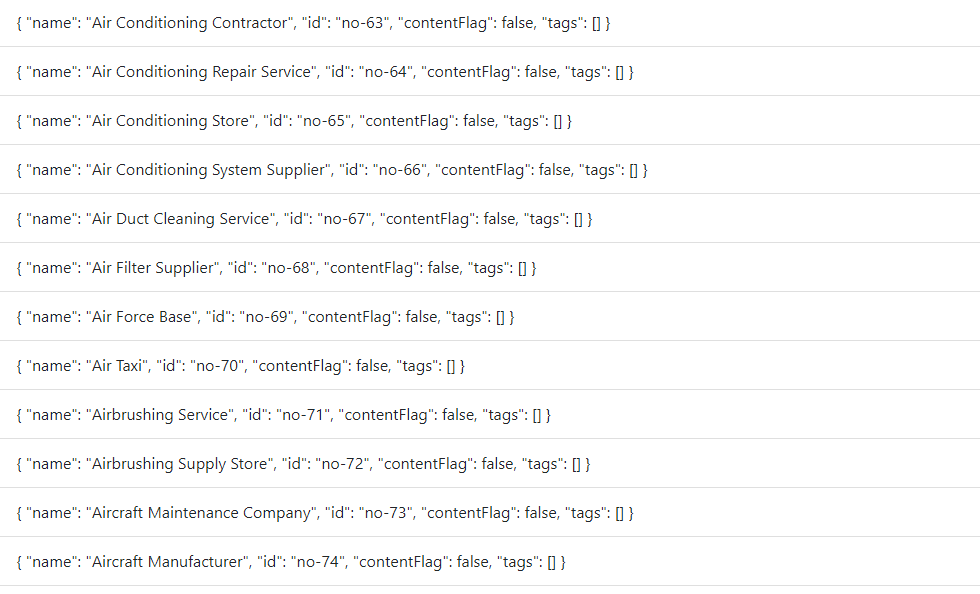 { "name": "Air Conditioning Contractor", "id": "no-63", "contentFlag": false, "tags": [] }
{ "name": "Air Conditioning Repair Service", "id": "no-64", "contentFlag": false, "tags": [] }
{ "name": "Air Conditioning Store", "id": "no-65", "contentFlag": false, "tags": [] }
{ "name": "Air Conditioning System Supplier", "id": "no-66", "contentFlag": false, "tags": [] }
{ "name": "Air Duct Cleaning Service", "id": "no-67", "contentFlag": false, "tags": [] }
{ "name": "Air Filter Supplier", "id": "no-68", "contentFlag": false, "tags": [] }
{ "name": "Air Force Base", "id": "no-69", "contentFlag": false, "tags": [] }
{ "name": "Air Taxi", "id": "no-70", "contentFlag": false, "tags": [] }
{ "name": "Airbrushing Service", "id": "no-71", "contentFlag": false, "tags": [] }
{ "name": "Airbrushing Supply Store", "id": "no-72", "contentFlag": false, "tags": [] }
{ "name": "Aircraft Maintenance Company", "id": "no-73", "contentFlag": false, "tags": [] }
{ "name": "Aircraft Manufacturer", "id": "no-74", "contentFlag": false, "tags": [] }